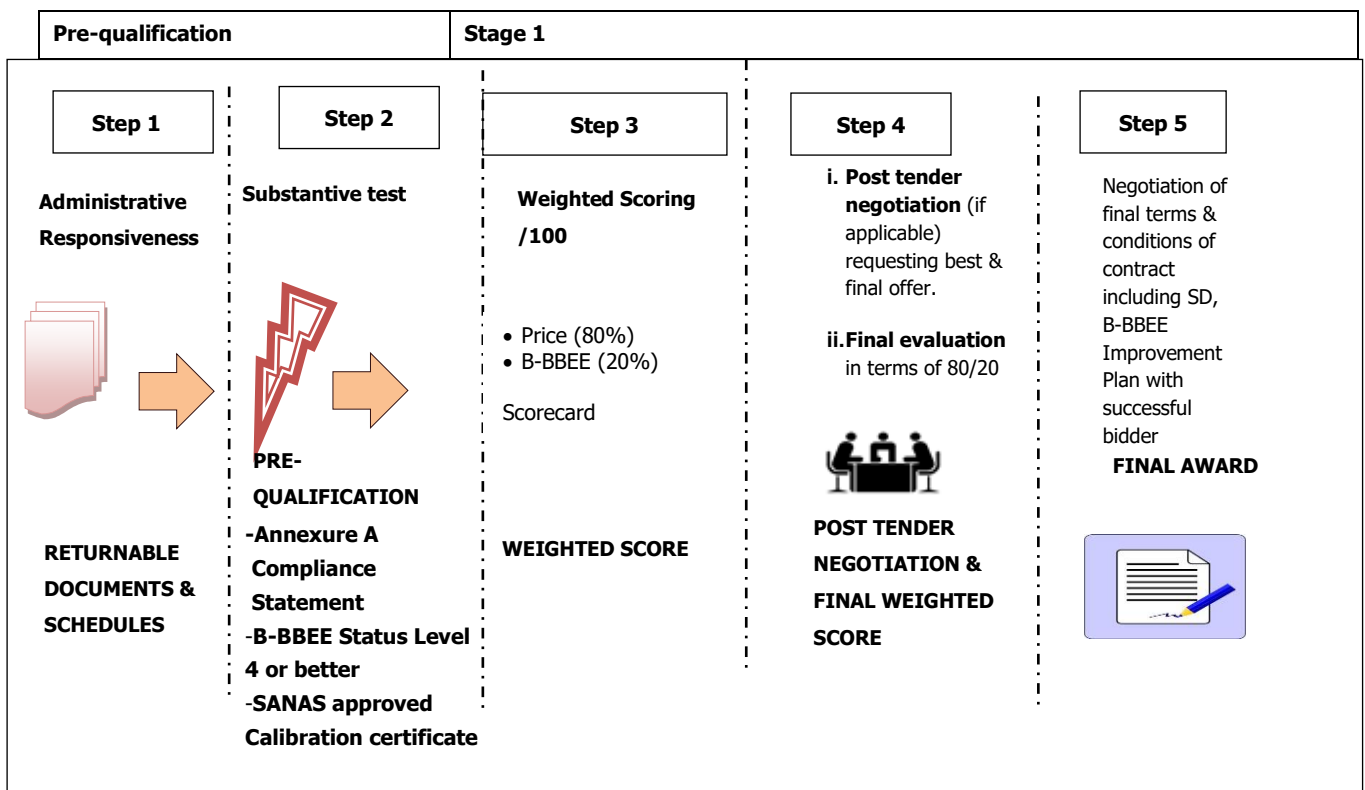 Pre-qualification
Stage 1
Step 1
Administrative
Responsiveness
RETURNABLE
DOCUMENTS &
SCHEDULES
Step 2
Substantive test
PRE-
QUALIFICATION
-Annexure A
Compliance
Statement
-B-BBEE Status Level
4 or better
-SANAS approved
Calibration certificate
Step 3
Weighted Scoring
/100
• Price (80%)
• B-BBEE (20%)
Scorecard
WEIGHTED SCORE
Step 4
i. Post tender
negotiation (if
applicable)
requesting best &
final offer.
ii.Final evaluation
in terms of 80/20
POST TENDER
NEGOTIATION &
FINAL WEIGHTED
SCORE
Step 5
Negotiation of
final terms &
conditions of
contract
including SD,
B-BBEE
Improvement
Plan with
successful
bidder
FINAL AWARD